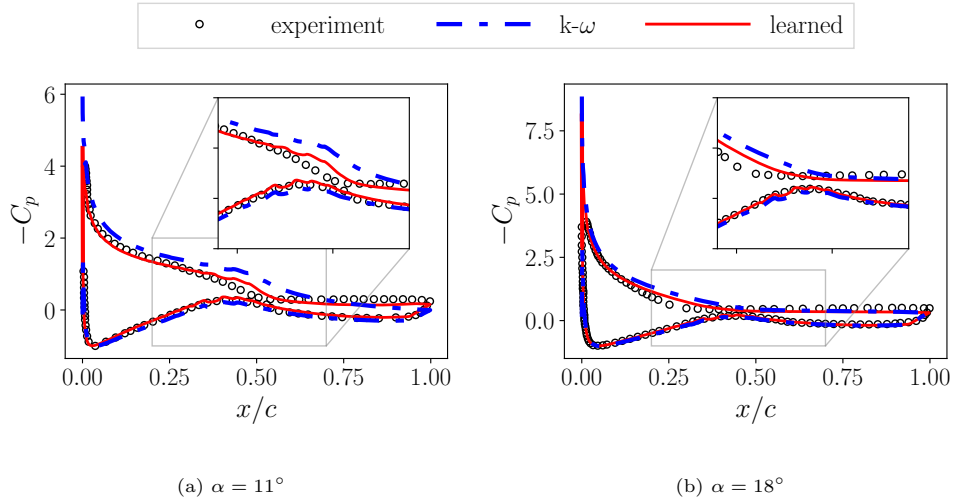 experiment k-ω learned
6
4
2
0
−C_p
0.00 0.25 0.50 0.75 1.00
x/c
7.5
5.0
2.5
0.0
−C_p
0.00 0.25 0.50 0.75 1.00
x/c
(a) α = 11°
(b) α = 18°